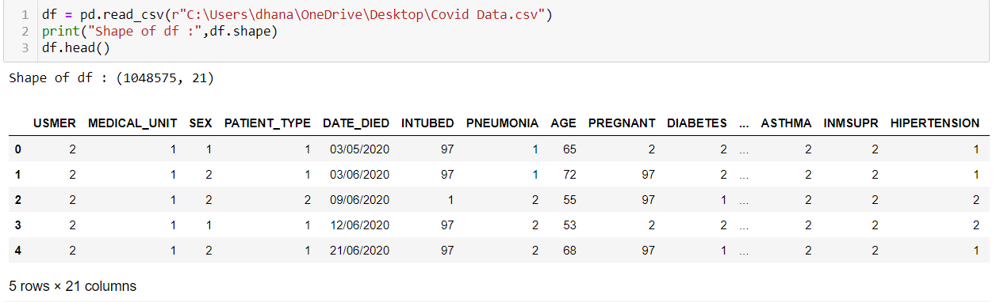 1 df = pd.read_csv(r"C:\Users\dhana\OneDrive\Desktop\Covid Data.csv")
2 print("Shape of df :",df.shape)
3 df.head()
Shape of df : (1048575, 21)
USMER MEDICAL_UNIT SEX PATIENT_TYPE DATE_DIED INTUBED PNEUMONIA AGE PREGNANT DIABETES ... ASTHMA INMSUPR HIPERTENSION
0 2 1 1 1 03/05/2020 97 1 65 2 2 ... 2 2 1
1 2 1 2 1 03/06/2020 97 1 72 97 2 ... 2 2 1
2 2 1 2 2 09/06/2020 1 2 55 97 1 ... 2 2 2
3 2 1 1 1 12/06/2020 97 2 53 2 2 ... 2 2 2
4 2 1 2 1 21/06/2020 97 2 68 97 1 ... 2 2 1
5 rows × 21 columns